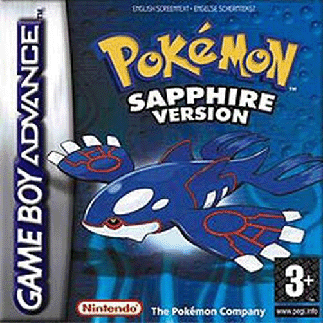 ENGLISH SCREENTEXT · ENGELSE SCHERMTEKST
POKéMON
SAPPHIRE
VERSION
GAME BOY ADVANCE
Nintendo
The Pokémon Company
3+
www.pegi.info